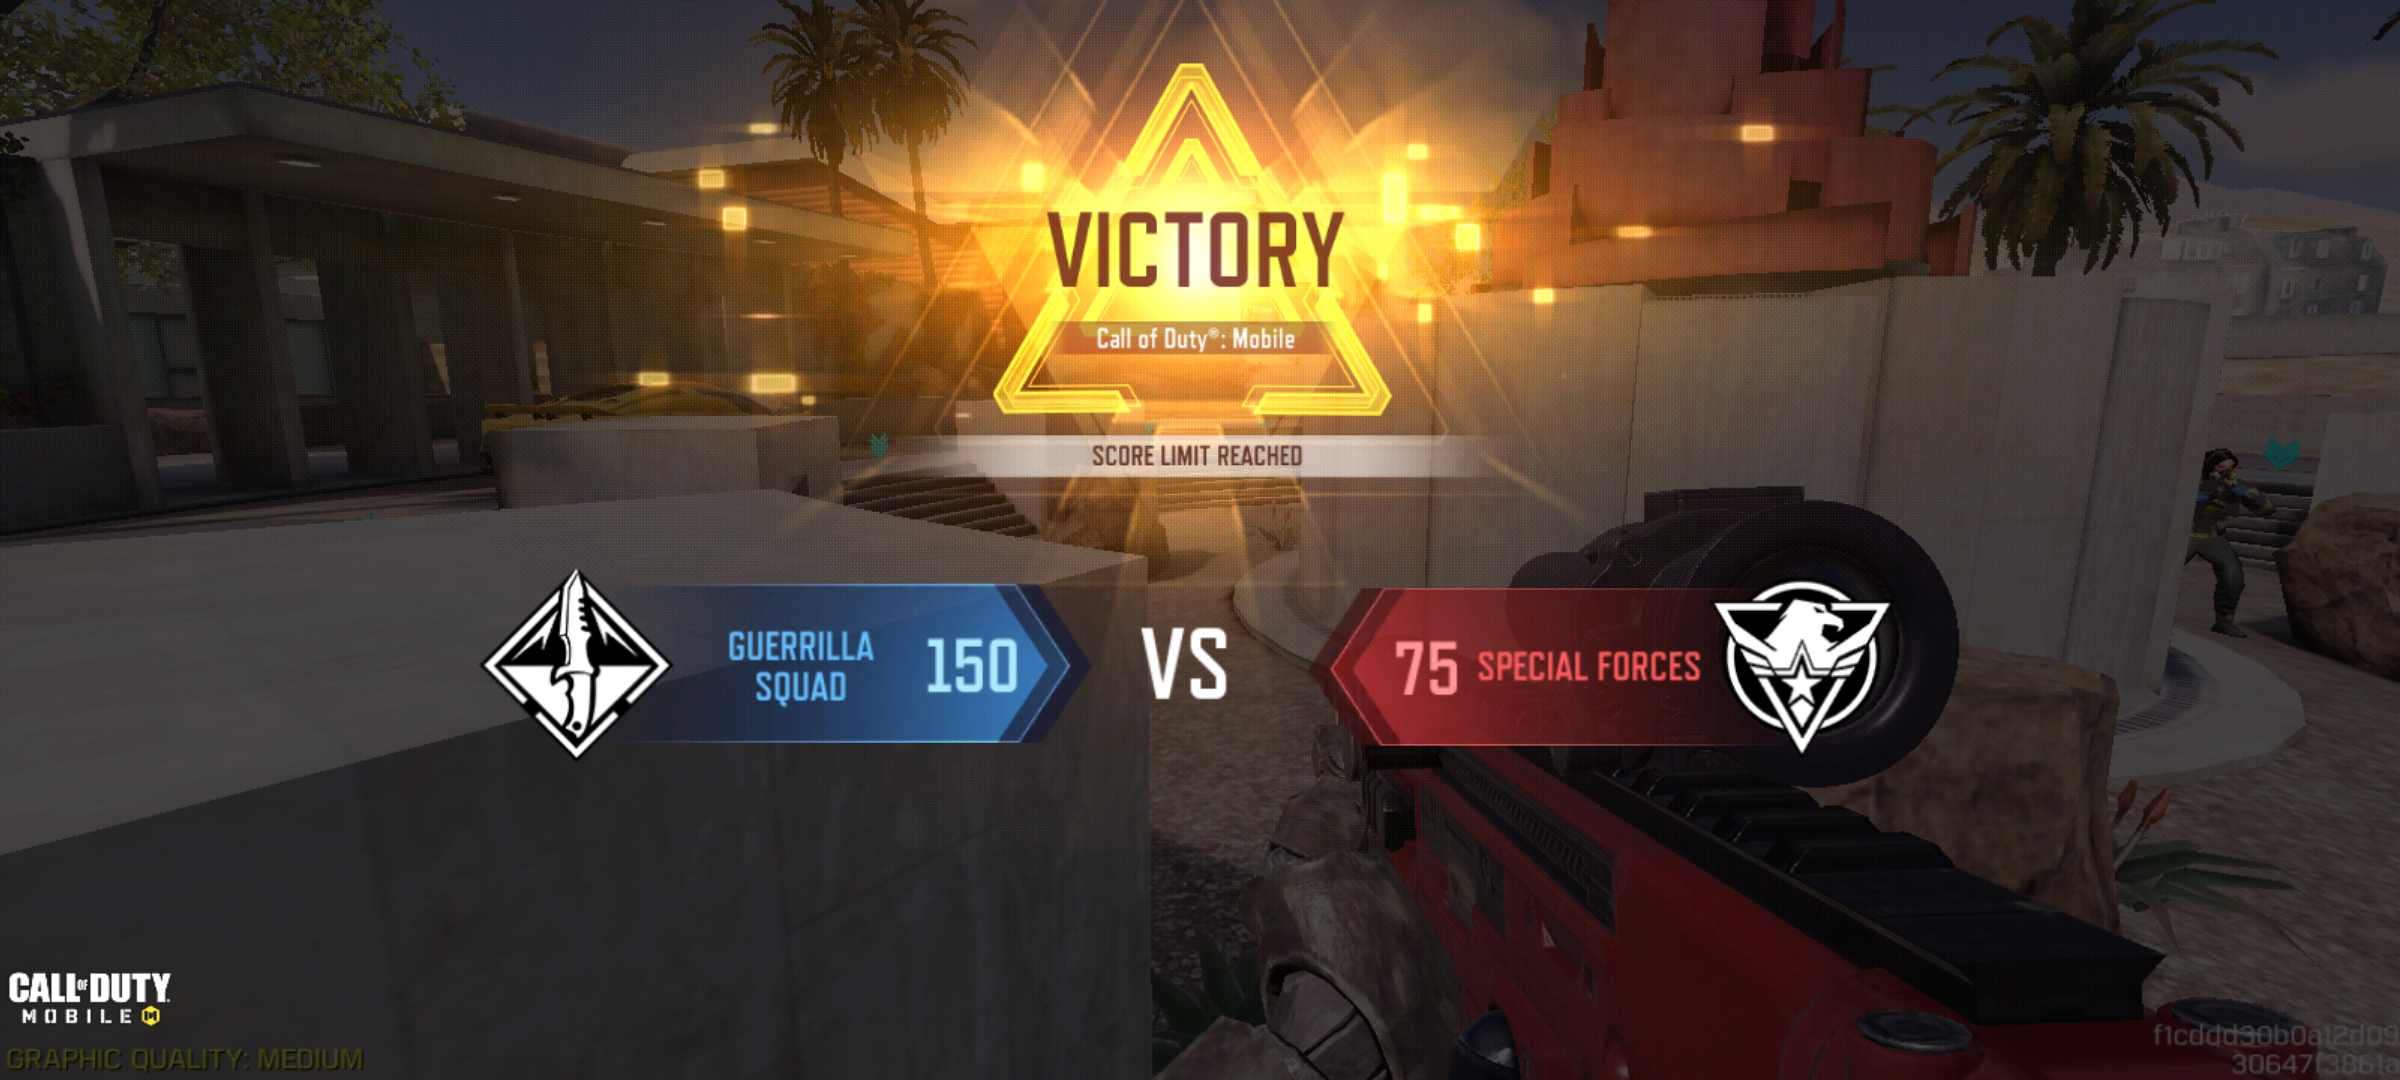 VICTORY
Call of Duty®: Mobile
SCORE LIMIT REACHED
GUERRILLA
SQUAD
150
VS
75
SPECIAL FORCES
CALL OF DUTY
MOBILE
GRAPHIC QUALITY: MEDIUM
f1cddd30b0a12d09
30647f3861a